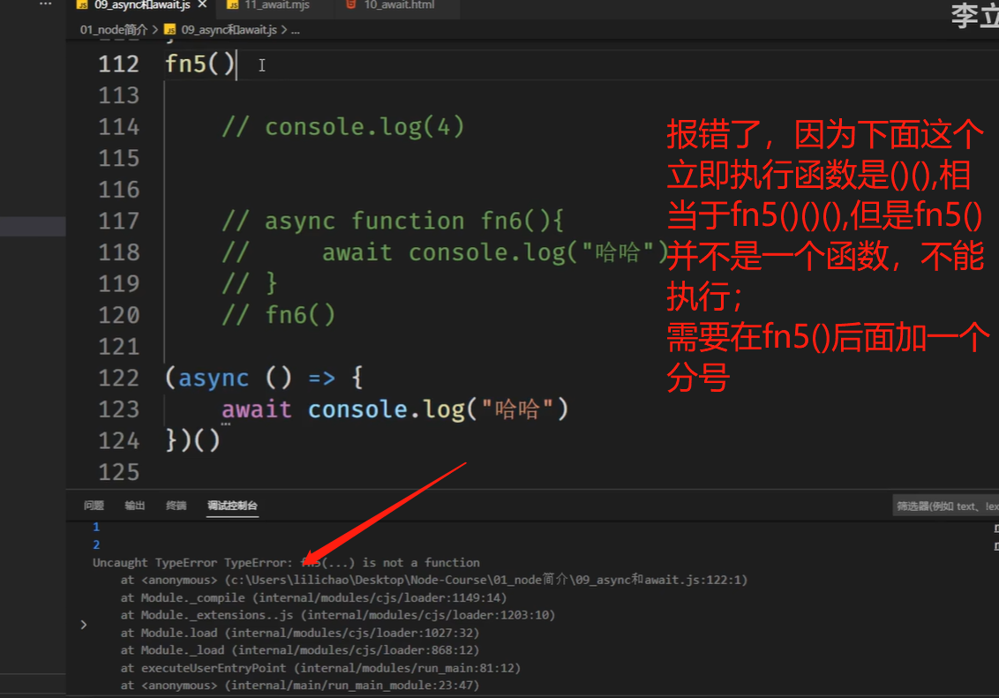 09_async和await.js
11_await.mjs
10_await.html
李立
01_node简介 > 09_async和await.js > ...
112 fn5()
113
114 // console.log(4)
115
116
117 // async function fn6(){
118 //     await console.log("哈哈")
119 // }
120 // fn6()
121
122 (async () => {
123     await console.log("哈哈")
124 })()
125
报错了，因为下面这个
立即执行函数是()(),相
当于fn5()()(),但是fn5()
并不是一个函数，不能
执行；
需要在fn5()后面加一个
分号
问题 输出 终端 调试控制台
筛选器(例如 text、!ex
1
2
Uncaught TypeError TypeError: fn5(...) is not a function
at <anonymous> (c:\Users\lilichao\Desktop\Node-Course\01_node简介\09_async和await.js:122:1)
at Module._compile (internal/modules/cjs/loader:1149:14)
at Module._extensions..js (internal/modules/cjs/loader:1203:10)
at Module.load (internal/modules/cjs/loader:1027:32)
at Module._load (internal/modules/cjs/loader:868:12)
at executeUserEntryPoint (internal/modules/run_main:81:12)
at <anonymous> (internal/main/run_main_module:23:47)